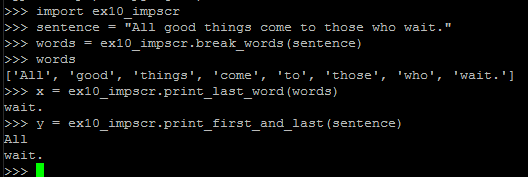 >>> import ex10_impscr
>>> sentence = "All good things come to those who wait."
>>> words = ex10_impscr.break_words(sentence)
>>> words
['All', 'good', 'things', 'come', 'to', 'those', 'who', 'wait.']
>>> x = ex10_impscr.print_last_word(words)
wait.
>>> y = ex10_impscr.print_first_and_last(sentence)
All
wait.
>>>